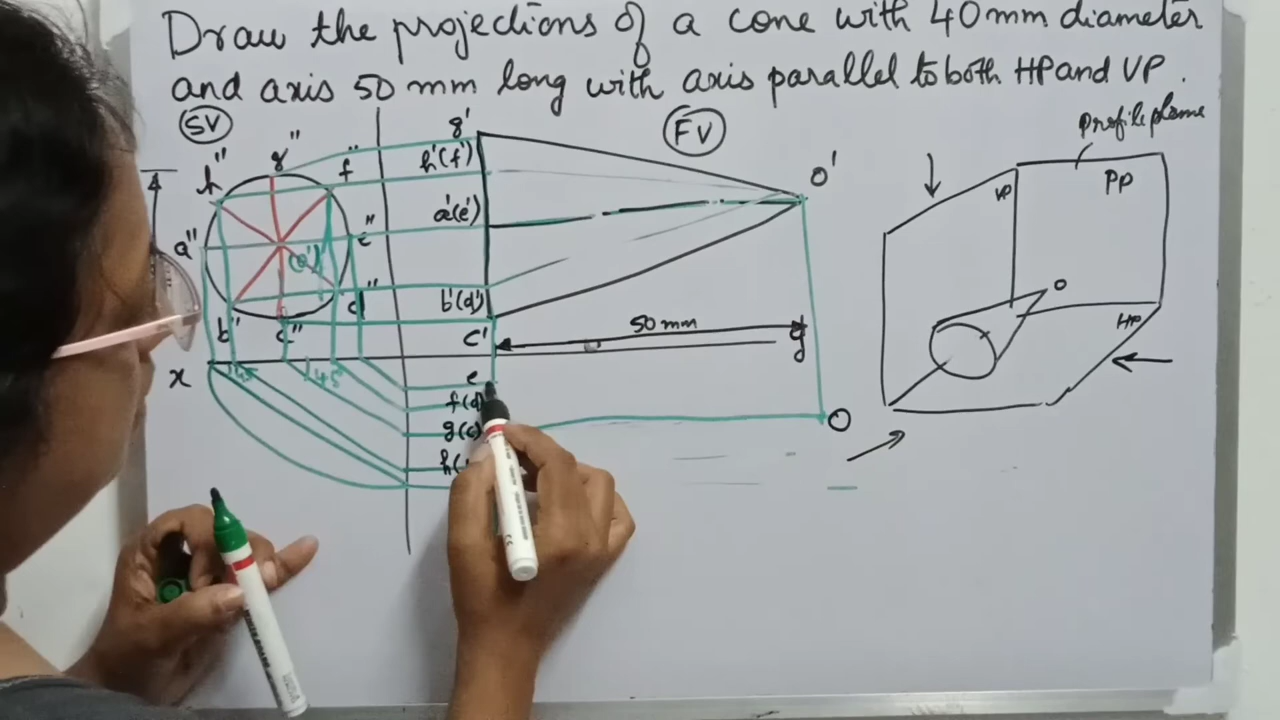 Draw the projections of a cone with 40mm diameter
and axis 50 mm long with axis parallel to both HP and VP.
SV
FV
profile plane
g"
g'
h"
f"
h'(f')
o'
VP
PP
a"
e"
a'(e')
(o')
o
b"
c"
d"
b'(d')
50 mm
c'
y
HP
x
45
45
e
f(d)
g(c)
h(
O